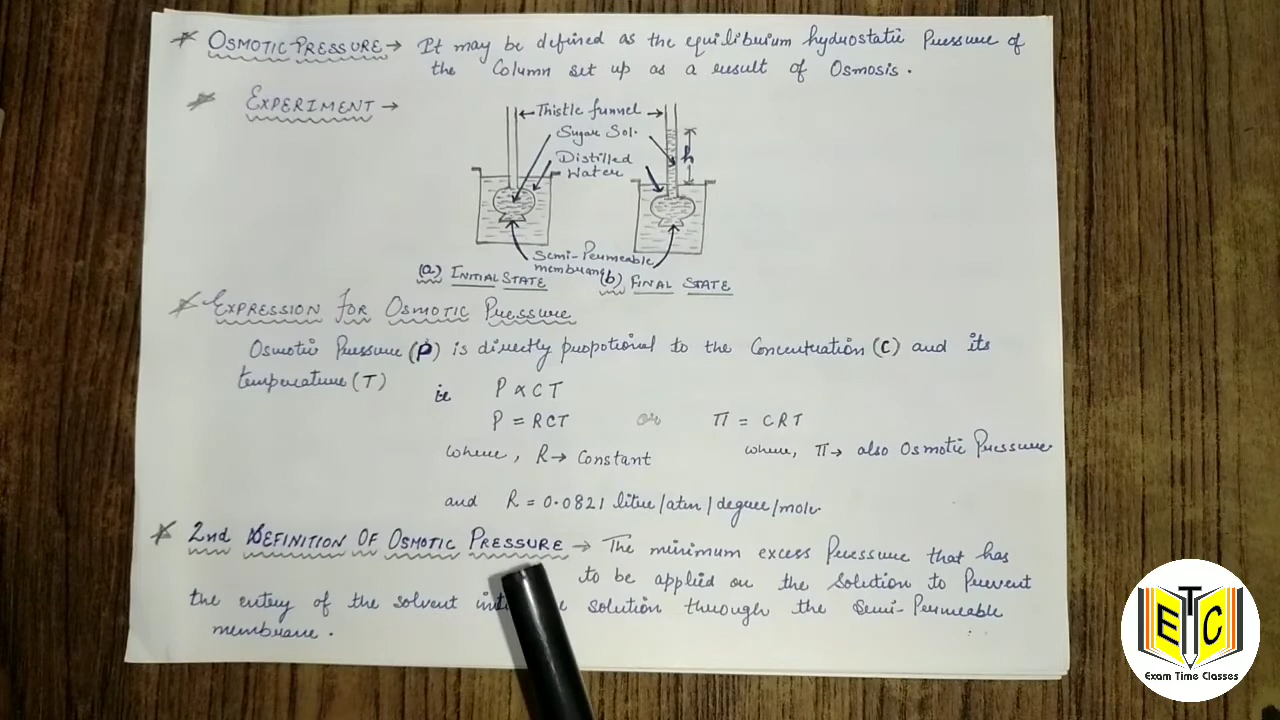 * OSMOTIC PRESSURE → It may be defined as the equilibium hydrostatic Pressure of
the Column set up as a result of Osmosis.
* EXPERIMENT →
Thistle funnel
Sugar Sol.
Distilled
Water
h
Semi-Permeable
membrane
(a) INITIAL STATE
(b) FINAL STATE
* EXPRESSION FOR OSMOTIC PRESSURE
Osmotic Pressure (P) is directly propotional to the Concentration (C) and its
temperature (T)
ie P ∝ CT
P = RCT or π = CRT
where, R → Constant where, π → also Osmotic Pressure
and R = 0.0821 litre/atm/degree/mole
* 2nd DEFINITION OF OSMOTIC PRESSURE → The minimum excess Pressure that has
to be applied on the Solution to Prevent
the entry of the solvent solution through the Semi-Permeable
membrane.
ETC
Exam Time Classes